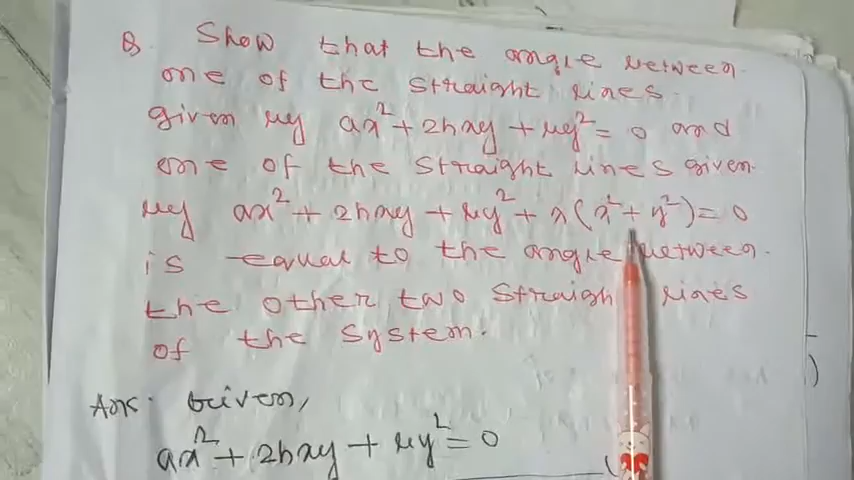 Q Show that the angle between
one of the straight lines
given by ax²+2hxy+by²=0 and
one of the straight lines given
by ax²+2hxy+by²+λ(x²+y²)=0
is equal to the angle between
the other two straight lines
of the system.
Ans: Given,
ax²+2hxy+by²=0